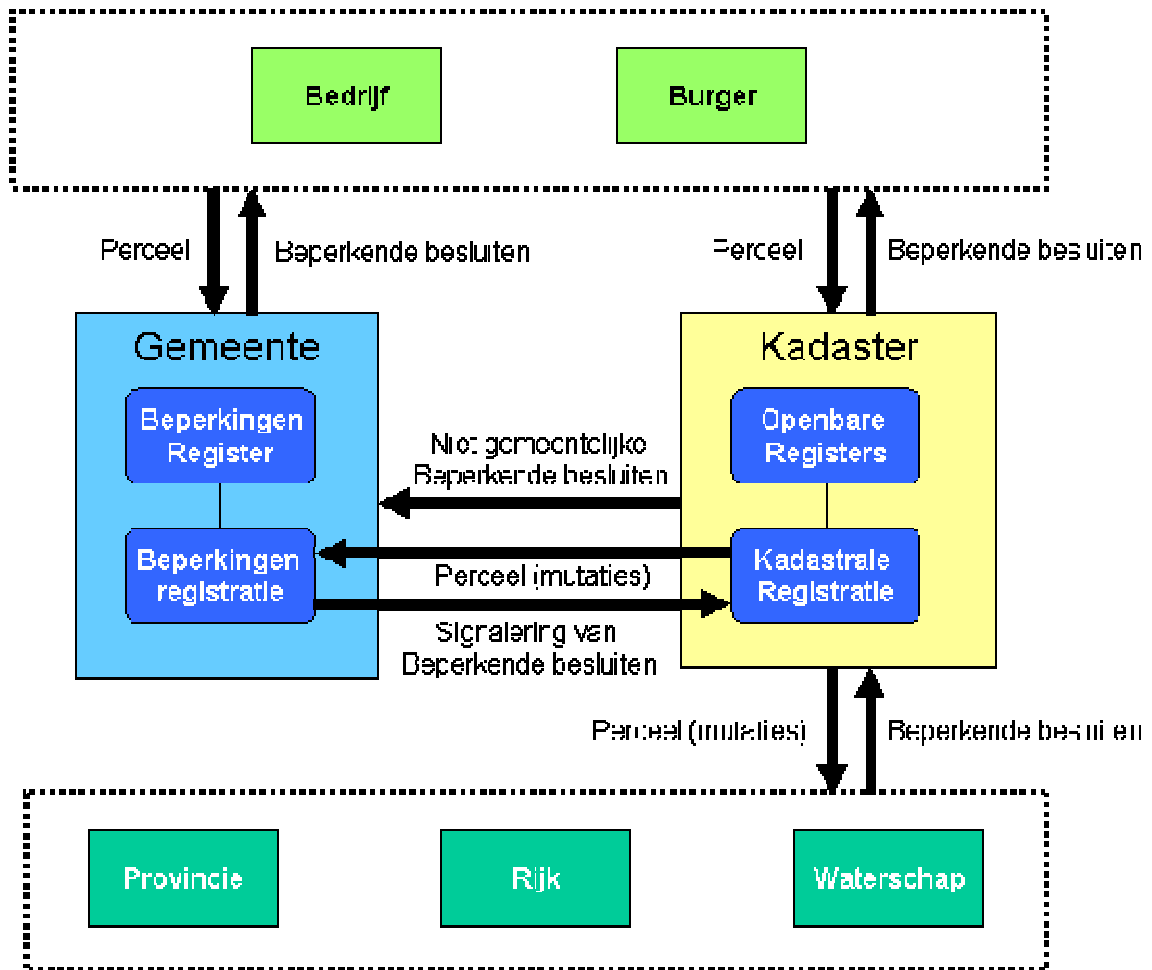 Bedrijf
Burger
Perceel
Beperkende besluiten
Perceel
Beperkende besluiten
Gemeente
Kadaster
Beperkingen
Register
Openbare
Registers
Niet gemeentelijke
Beperkende besluiten
Beperkingen
registratie
Kadastrale
Registratie
Perceel (mutaties)
Signalering van
Beperkende besluiten
Perceel (mutaties)
Beperkende besluiten
Provincie
Rijk
Waterschap